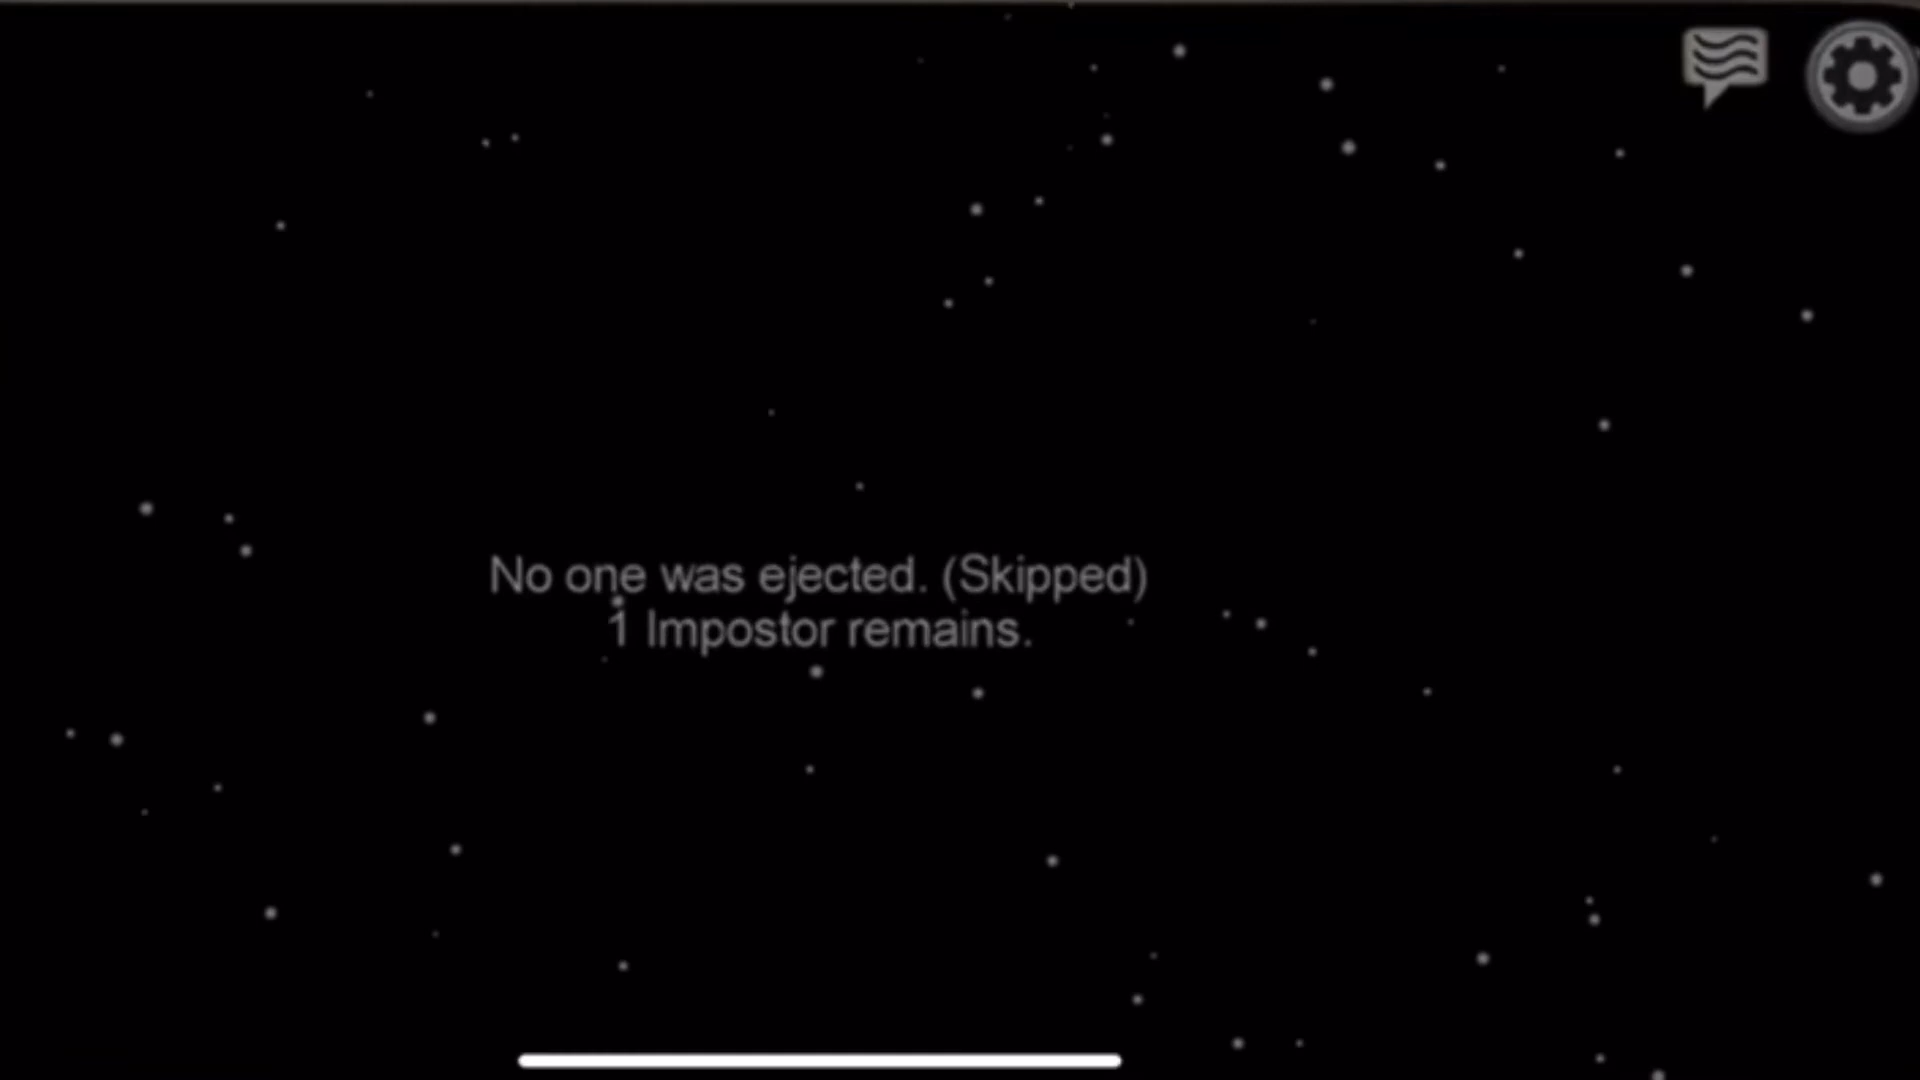 No one was ejected. (Skipped)
1 Impostor remains.